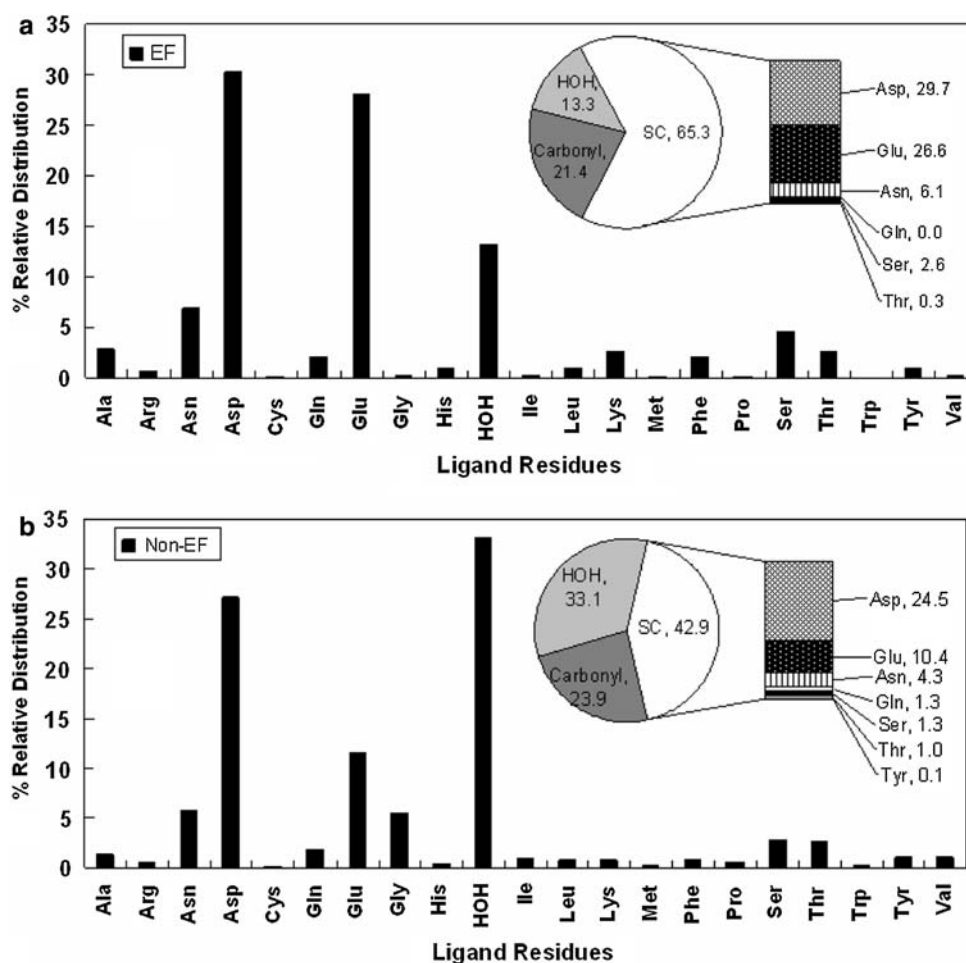 a
35
30
25
20
15
10
5
0
% Relative Distribution
EF
HOH,
13.3
Carbonyl,
21.4
SC, 65.3
Asp, 29.7
Glu, 26.6
Asn, 6.1
Gln, 0.0
Ser, 2.6
Thr, 0.3
Ala
Arg
Asn
Asp
Cys
Gln
Glu
Gly
His
HOH
Ile
Leu
Lys
Met
Phe
Pro
Ser
Thr
Trp
Tyr
Val
Ligand Residues
b
35
30
25
20
15
10
5
0
% Relative Distribution
Non-EF
HOH,
33.1
Carbonyl,
23.9
SC, 42.9
Asp, 24.5
Glu, 10.4
Asn, 4.3
Gln, 1.3
Ser, 1.3
Thr, 1.0
Tyr, 0.1
Ala
Arg
Asn
Asp
Cys
Gln
Glu
Gly
His
HOH
Ile
Leu
Lys
Met
Phe
Pro
Ser
Thr
Trp
Tyr
Val
Ligand Residues